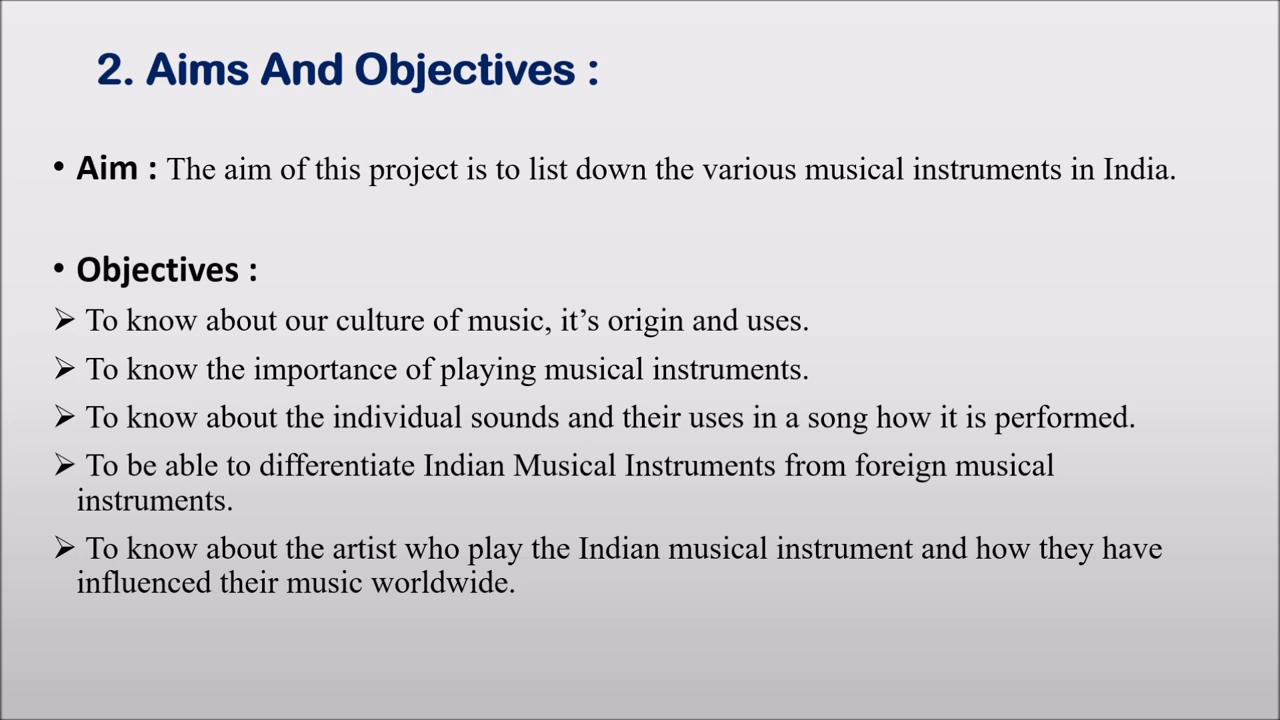 2. Aims And Objectives :
• Aim : The aim of this project is to list down the various musical instruments in India.
• Objectives :
➢ To know about our culture of music, it’s origin and uses.
➢ To know the importance of playing musical instruments.
➢ To know about the individual sounds and their uses in a song how it is performed.
➢ To be able to differentiate Indian Musical Instruments from foreign musical
instruments.
➢ To know about the artist who play the Indian musical instrument and how they have
influenced their music worldwide.